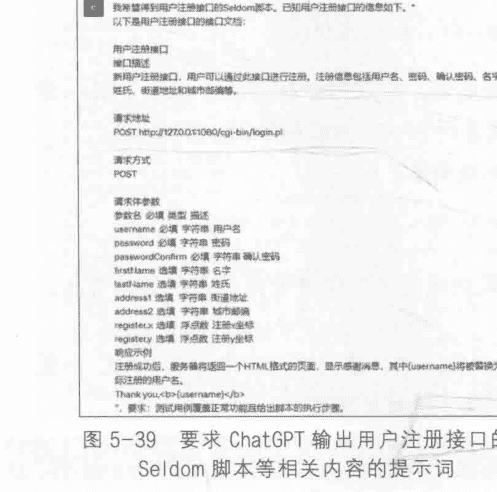 我希望得到用户注册接口的Seldom脚本。已知用户注册接口的信息如下。"
以下是用户注册接口的接口文档:
用户注册接口
接口描述
新用户注册接口,用户可以通过此接口进行注册。注册信息包括用户名、密码、确认密码、名字
姓氏、街道地址和城市邮编等。
请求地址
POST http://127.0.0.1:1080/cgi-bin/login.pl
请求方式
POST
请求体参数
参数名 必填 类型 描述
username 必填 字符串 用户名
password 必填 字符串 密码
passwordConfirm 必填 字符串 确认密码
firstName 选填 字符串 名字
lastName 选填 字符串 姓氏
address1 选填 字符串 街道地址
address2 选填 字符串 城市邮编
register.x 选填 浮点数 注册x坐标
register.y 选填 浮点数 注册y坐标
响应示例
注册成功后,服务器将返回一个HTML格式的页面,显示感谢消息,其中{username}将被替换为
际注册的用户名。
Thank you,<b>{username}</b>
",要求:测试用例覆盖正常功能且给出脚本的执行步骤。
图 5-39 要求 ChatGPT 输出用户注册接口的
Seldom 脚本等相关内容的提示词